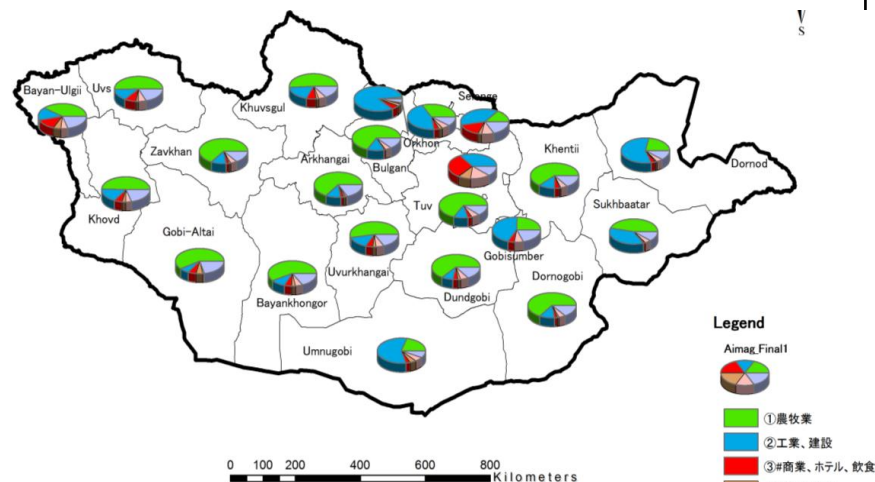 S
Bayan-Ulgii
Uvs
Khuvsgul
Selenge
Orkhon
Zavkhan
Arkhangai
Bulgan
Khentii
Dornod
Khovd
Tuv
Sukhbaatar
Gobi-Altai
Gobisumber
Uvurkhangai
Dornogobi
Bayankhongor
Dundgobi
Umnugobi
Legend
Aimag_Final1
①農牧業
②工業、建設
③#商業、ホテル、飲食
0 100 200 400 600 800
Kilometers